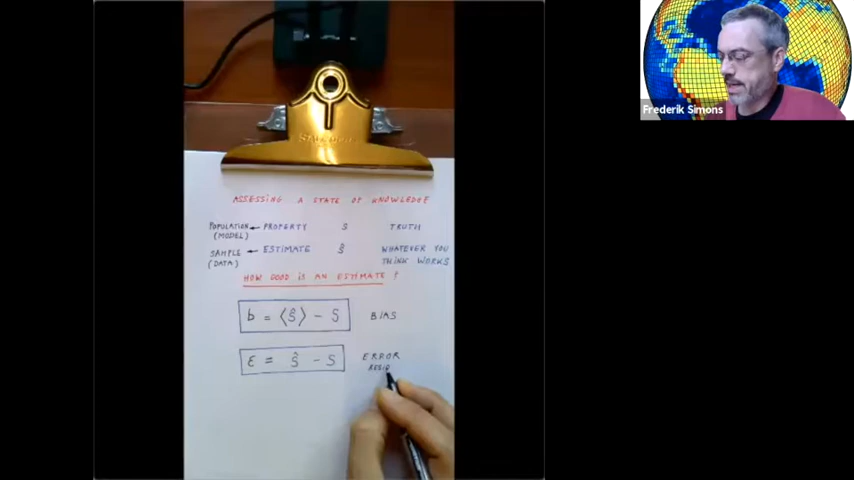 Frederik Simons
ASSESSING A STATE OF KNOWLEDGE
POPULATION ← PROPERTY S TRUTH
(MODEL)
SAMPLE ← ESTIMATE Ŝ WHATEVER YOU
(DATA) THINK WORKS
HOW GOOD IS AN ESTIMATE ?
b = ⟨Ŝ⟩ - S BIAS
ε = Ŝ - S ERROR
RESID